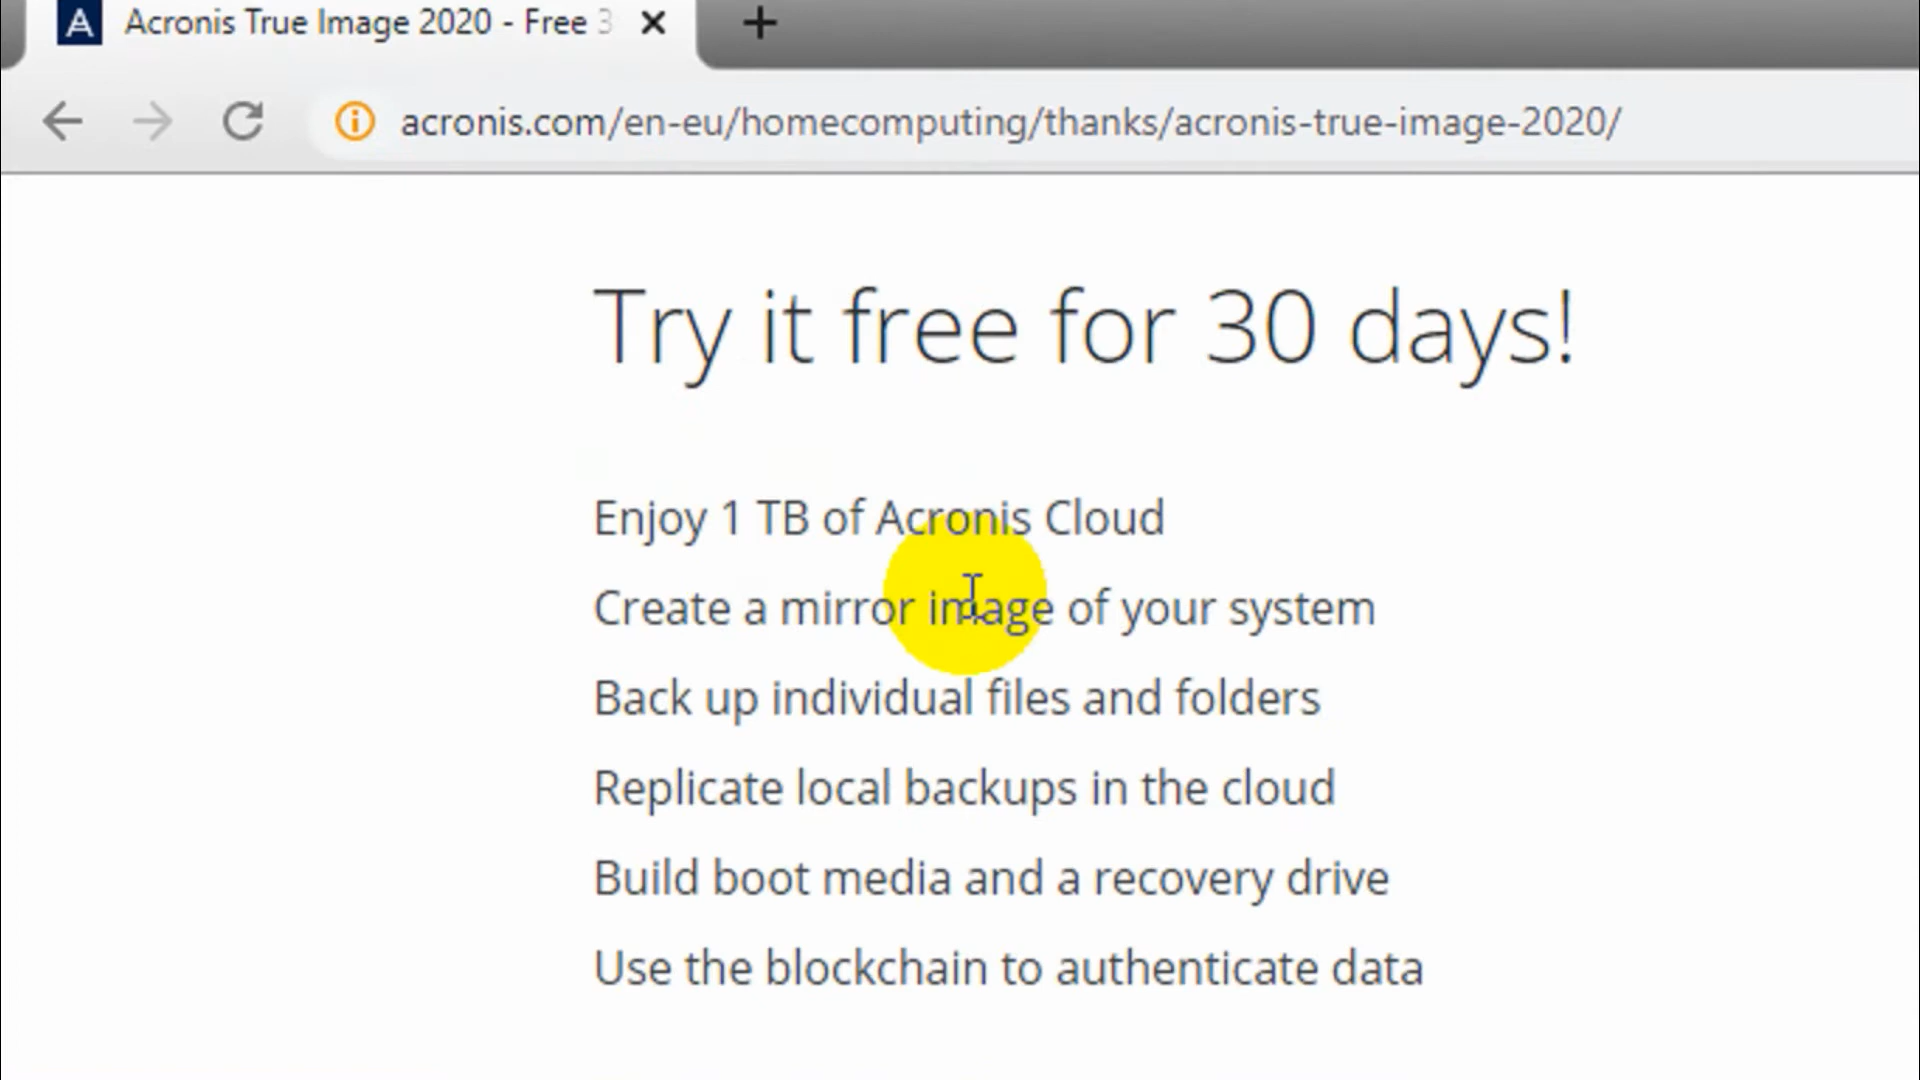 Acronis True Image 2020 - Free 3
acronis.com/en-eu/homecomputing/thanks/acronis-true-image-2020/
Try it free for 30 days!
Enjoy 1 TB of Acronis Cloud
Create a mirror image of your system
Back up individual files and folders
Replicate local backups in the cloud
Build boot media and a recovery drive
Use the blockchain to authenticate data